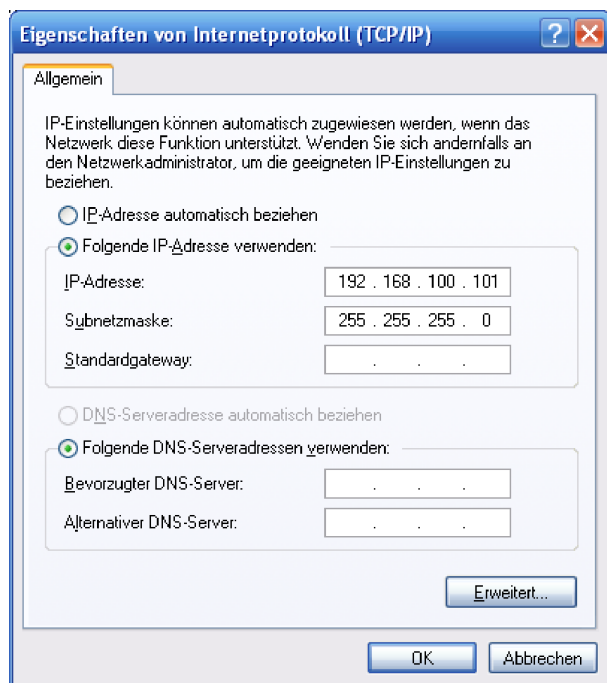 Eigenschaften von Internetprotokoll (TCP/IP)
Allgemein
IP-Einstellungen können automatisch zugewiesen werden, wenn das
Netzwerk diese Funktion unterstützt. Wenden Sie sich andernfalls an
den Netzwerkadministrator, um die geeigneten IP-Einstellungen zu
beziehen.
IP-Adresse automatisch beziehen
Folgende IP-Adresse verwenden:
IP-Adresse: 192 . 168 . 100 . 101
Subnetzmaske: 255 . 255 . 255 . 0
Standardgateway: . . .
DNS-Serveradresse automatisch beziehen
Folgende DNS-Serveradressen verwenden:
Bevorzugter DNS-Server: . . .
Alternativer DNS-Server: . . .
Erweitert...
OK Abbrechen